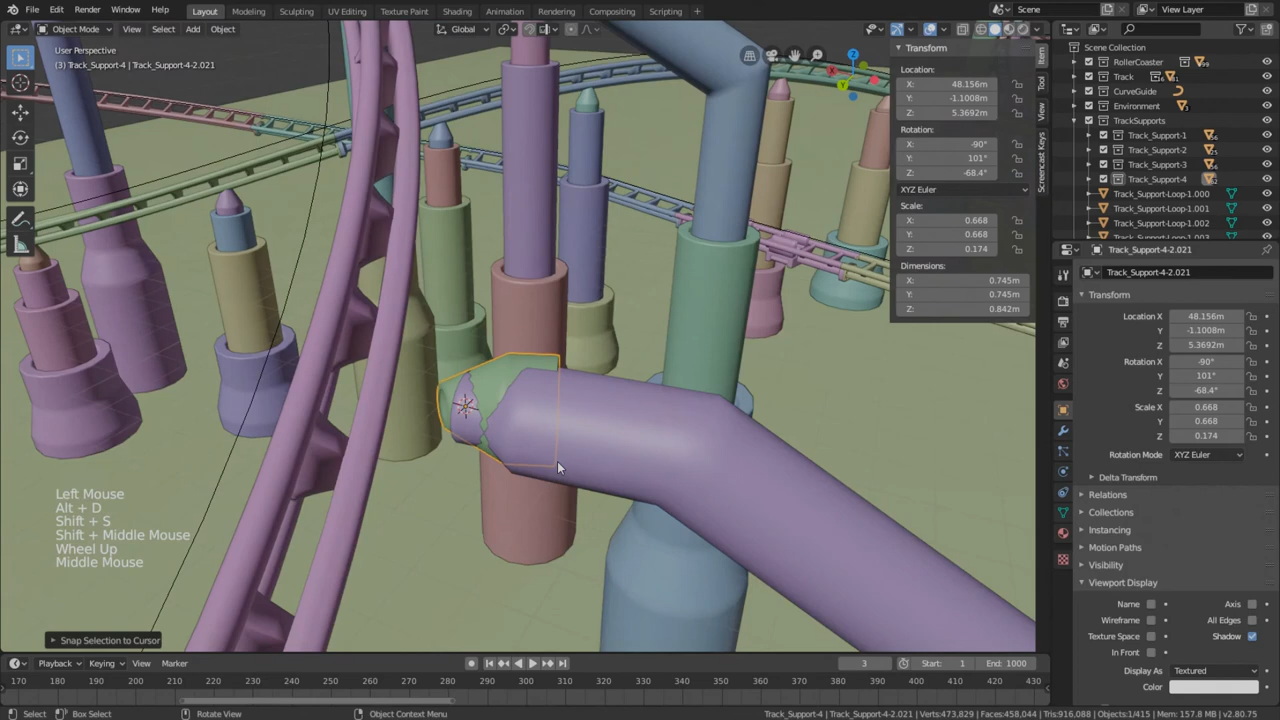 File Edit Render Window Help
Layout Modeling Sculpting UV Editing Texture Paint Shading Animation Rendering Compositing Scripting +
Scene
View Layer
Object Mode View Select Add Object
Global
User Perspective
(3) Track_Support-4 | Track_Support-4-2.021
Transform
Location:
X: 48.156m
Y: -1.1008m
Z: 5.3692m
Rotation:
X: -90°
Y: 101°
Z: -68.4°
XYZ Euler
Scale:
X: 0.668
Y: 0.668
Z: 0.174
Dimensions:
X: 0.745m
Y: 0.745m
Z: 0.842m
Item
Tool
View
Screencast Keys
Scene Collection
RollerCoaster
Track
CurveGuide
Environment
TrackSupports
Track_Support-1
Track_Support-2
Track_Support-3
Track_Support-4
Track_Support-Loop-1.000
Track_Support-Loop-1.001
Track_Support-Loop-1.002
Track_Support-Loop-1.003
Track_Support-4-2.021
Track_Support-4-2.021
Transform
Location X 48.156m
Y -1.1008m
Z 5.3692m
Rotation X -90°
Y 101°
Z -68.4°
Scale X 0.668
Y 0.668
Z 0.174
Rotation Mode XYZ Euler
Delta Transform
Relations
Collections
Instancing
Motion Paths
Visibility
Viewport Display
Name Axis
Wireframe All Edges
Texture Space Shadow
In Front
Display As Textured
Color
Left Mouse
Alt + D
Shift + S
Shift + Middle Mouse
Wheel Up
Middle Mouse
Snap Selection to Cursor
Playback Keying View Marker
3 Start: 1 End: 1000
170 180 190 200 210 220 230 240 250 260 270 280 290 300 310 320 330 340 350 360 370 380 390 400 410 420 430
Select Box Select Rotate View Object Context Menu
Track_Support-4 | Track_Support-4-2.021 | Verts:473,829 | Faces:458,044 | Tris:916,088 | Objects:1/415 | Mem: 157.8 MB | v2.80.75